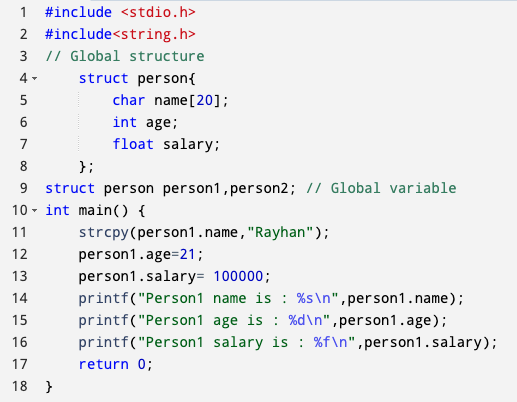 1 #include <stdio.h>
2 #include<string.h>
3 // Global structure
4 struct person{
5 char name[20];
6 int age;
7 float salary;
8 };
9 struct person person1,person2; // Global variable
10 int main() {
11 strcpy(person1.name,"Rayhan");
12 person1.age=21;
13 person1.salary= 100000;
14 printf("Person1 name is : %s\n",person1.name);
15 printf("Person1 age is : %d\n",person1.age);
16 printf("Person1 salary is : %f\n",person1.salary);
17 return 0;
18 }